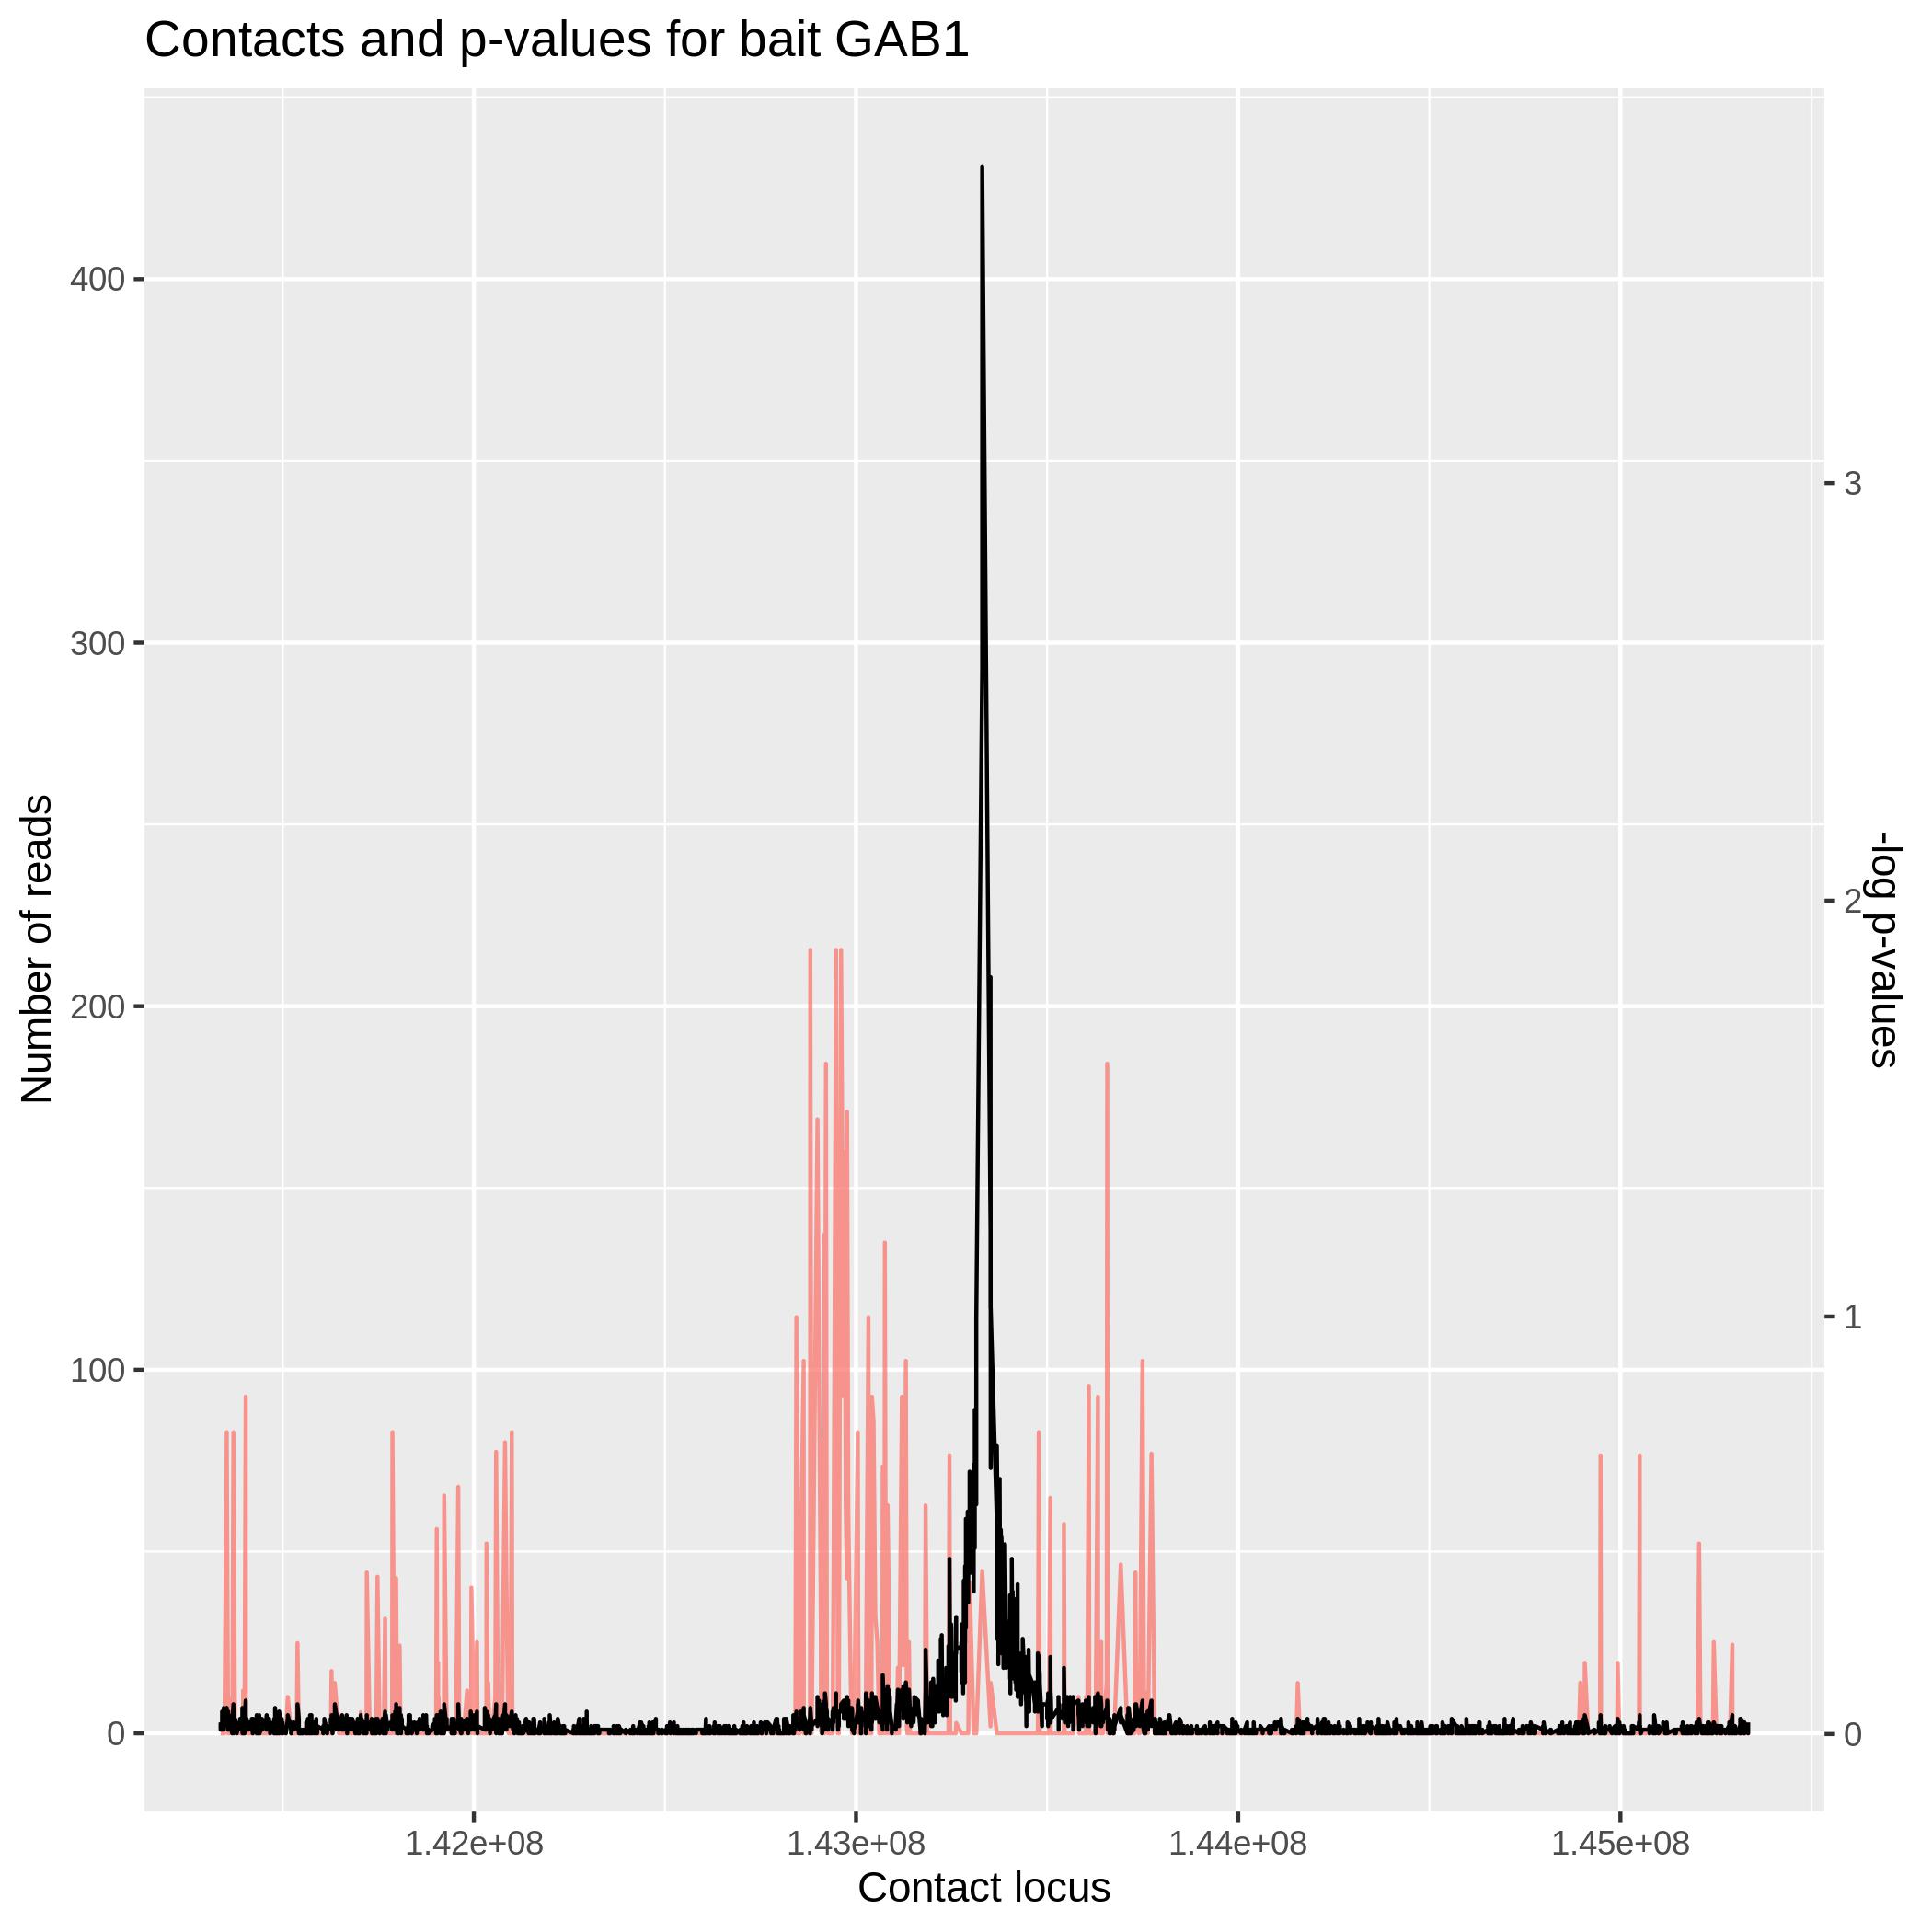 Contacts and p-values for bait GAB1
400
300
200
100
0
Number of reads
3
2
1
0
-log p-values
1.42e+08
1.43e+08
1.44e+08
1.45e+08
Contact locus